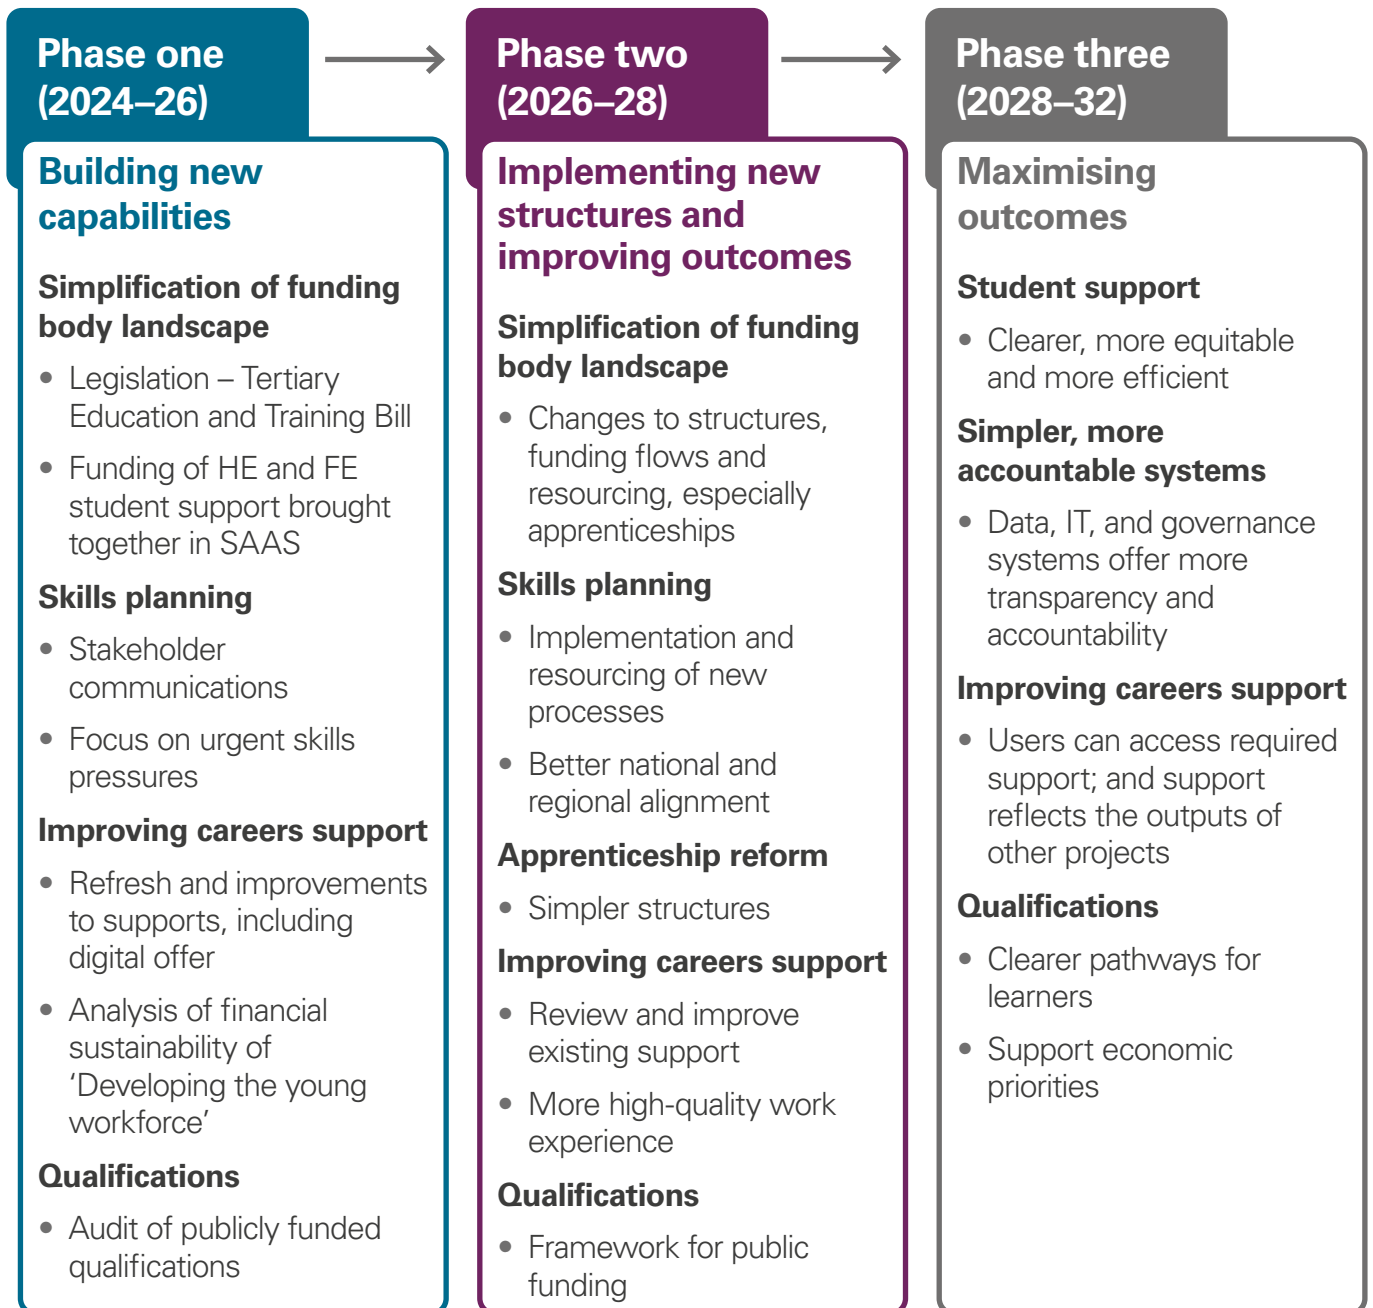 Phase one
(2024–26)
Building new
capabilities
Simplification of funding
body landscape
• Legislation – Tertiary
Education and Training Bill
• Funding of HE and FE
student support brought
together in SAAS
Skills planning
• Stakeholder
communications
• Focus on urgent skills
pressures
Improving careers support
• Refresh and improvements
to supports, including
digital offer
• Analysis of financial
sustainability of
‘Developing the young
workforce’
Qualifications
• Audit of publicly funded
qualifications
Phase two
(2026–28)
Implementing new
structures and
improving outcomes
Simplification of funding
body landscape
• Changes to structures,
funding flows and
resourcing, especially
apprenticeships
Skills planning
• Implementation and
resourcing of new
processes
• Better national and
regional alignment
Apprenticeship reform
• Simpler structures
Improving careers support
• Review and improve
existing support
• More high-quality work
experience
Qualifications
• Framework for public
funding
Phase three
(2028–32)
Maximising
outcomes
Student support
• Clearer, more equitable
and more efficient
Simpler, more
accountable systems
• Data, IT, and governance
systems offer more
transparency and
accountability
Improving careers support
• Users can access required
support; and support
reflects the outputs of
other projects
Qualifications
• Clearer pathways for
learners
• Support economic
priorities